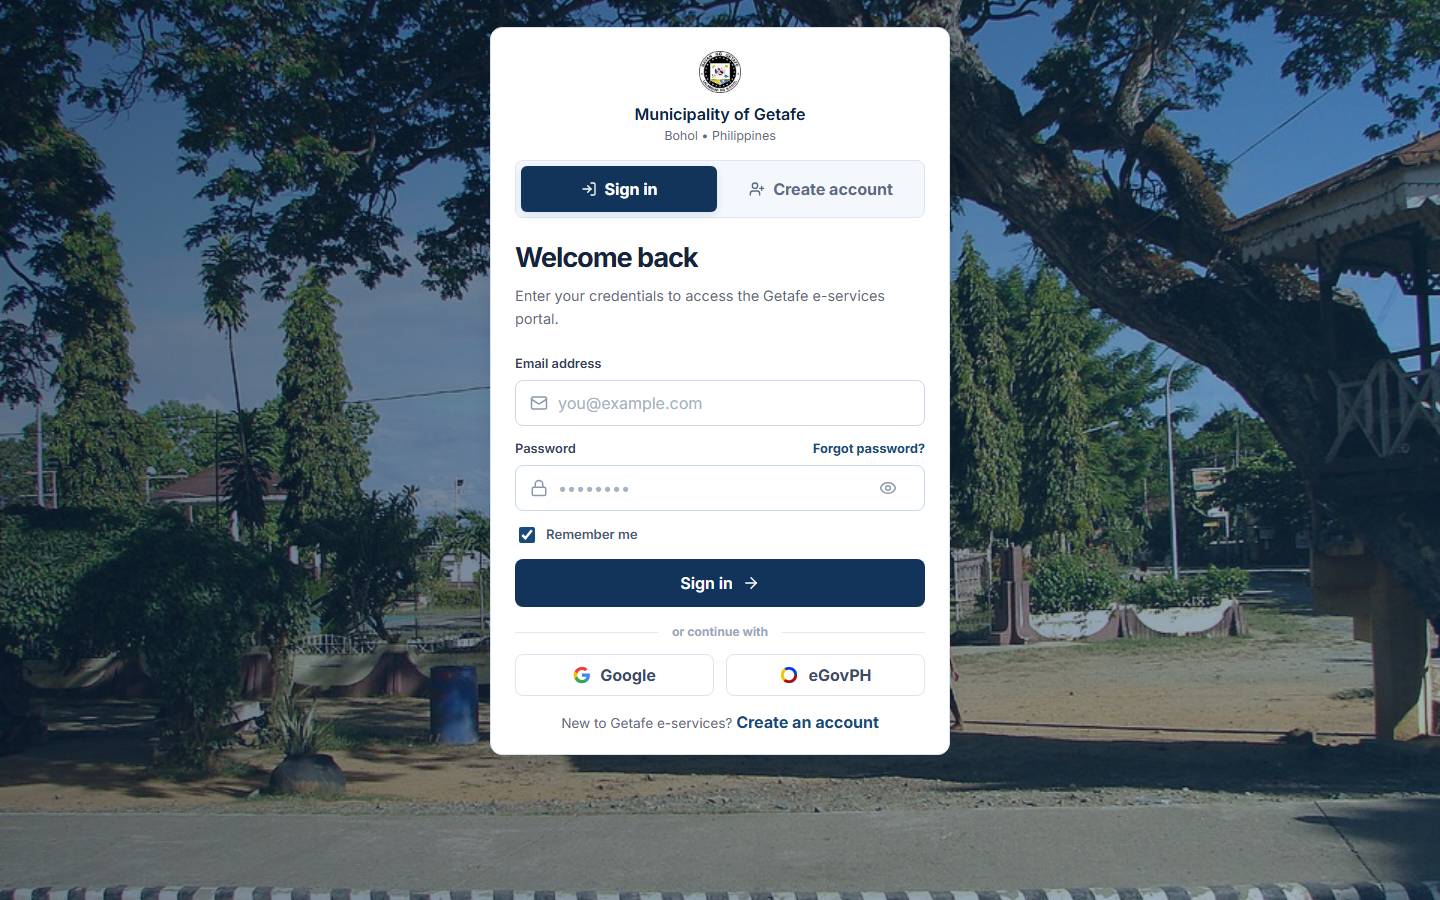 Municipality of Getafe
Bohol • Philippines
Sign in
Create account
Welcome back
Enter your credentials to access the Getafe e-services
portal.
Email address
you@example.com
Password
Forgot password?
Remember me
Sign in
or continue with
Google
eGovPH
New to Getafe e-services? Create an account